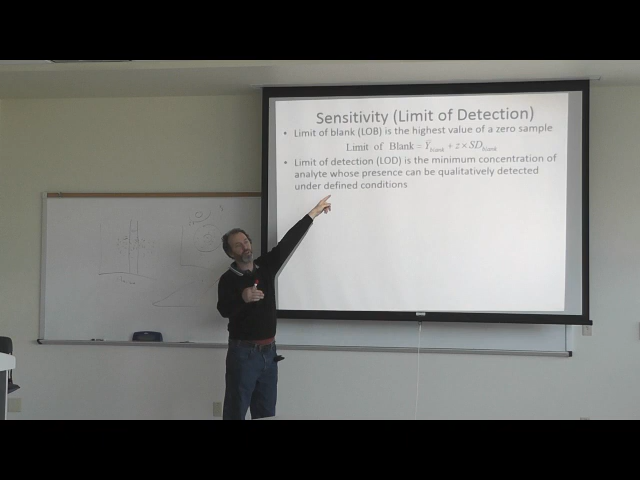 Sensitivity (Limit of Detection)
• Limit of blank (LOB) is the highest value of a zero sample
Limit of Blank = Ȳblank + z × SDblank
• Limit of detection (LOD) is the minimum concentration of
analyte whose presence can be qualitatively detected
under defined conditions